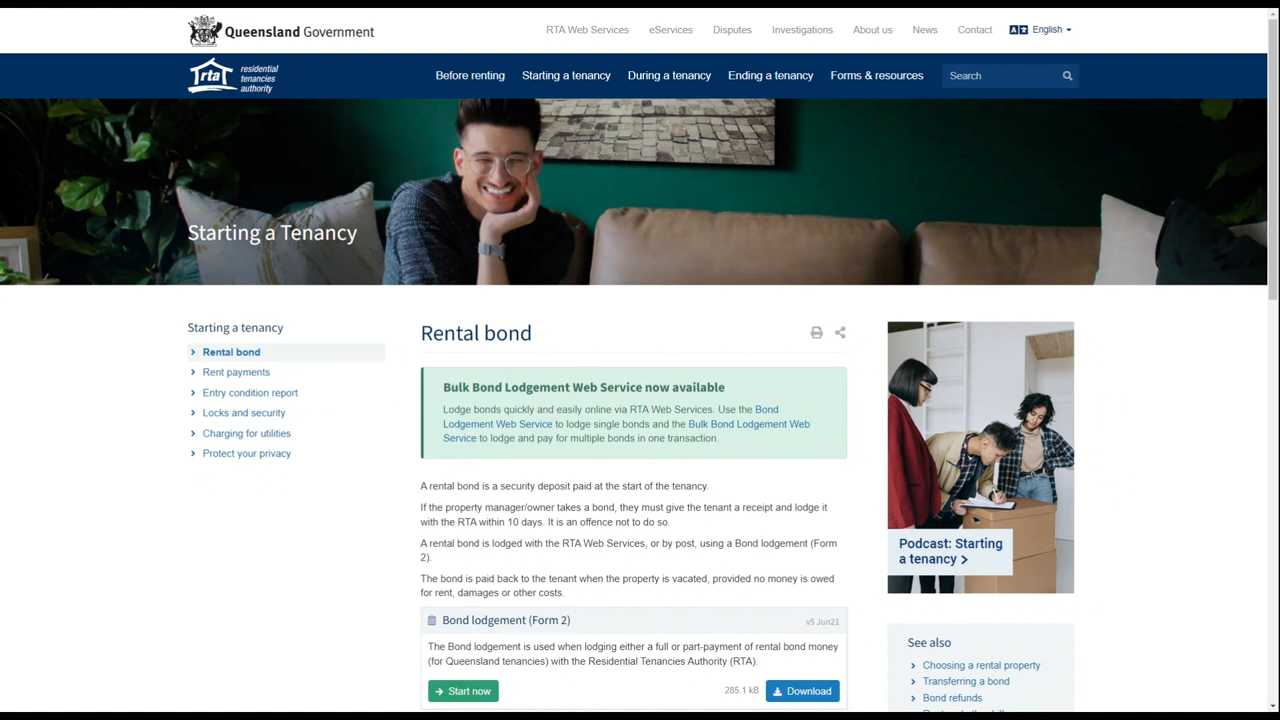 Queensland Government
RTA Web Services eServices Disputes Investigations About us News Contact English
rta residential
tenancies
authority
Before renting Starting a tenancy During a tenancy Ending a tenancy Forms & resources Search
Starting a Tenancy
Starting a tenancy
Rental bond
Rent payments
Entry condition report
Locks and security
Charging for utilities
Protect your privacy
Rental bond
Bulk Bond Lodgement Web Service now available
Lodge bonds quickly and easily online via RTA Web Services. Use the Bond
Lodgement Web Service to lodge single bonds and the Bulk Bond Lodgement Web
Service to lodge and pay for multiple bonds in one transaction.
A rental bond is a security deposit paid at the start of the tenancy.
If the property manager/owner takes a bond, they must give the tenant a receipt and lodge it
with the RTA within 10 days. It is an offence not to do so.
A rental bond is lodged with the RTA Web Services, or by post, using a Bond lodgement (Form
2).
The bond is paid back to the tenant when the property is vacated, provided no money is owed
for rent, damages or other costs.
Bond lodgement (Form 2) v5 Jun21
The Bond lodgement is used when lodging either a full or part-payment of rental bond money
(for Queensland tenancies) with the Residential Tenancies Authority (RTA).
Start now 285.1 kB Download
Podcast: Starting
a tenancy
See also
Choosing a rental property
Transferring a bond
Bond refunds